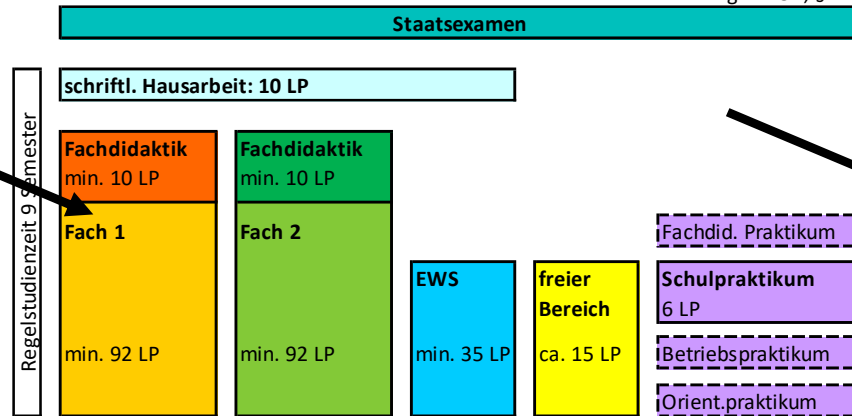 Staatsexamen
schriftl. Hausarbeit: 10 LP
Regelstudienzeit 9 Semester
Fachdidaktik
min. 10 LP
Fach 1
min. 92 LP
Fachdidaktik
min. 10 LP
Fach 2
min. 92 LP
EWS
min. 35 LP
freier
Bereich
ca. 15 LP
Fachdid. Praktikum
Schulpraktikum
6 LP
Betriebspraktikum
Orient.praktikum